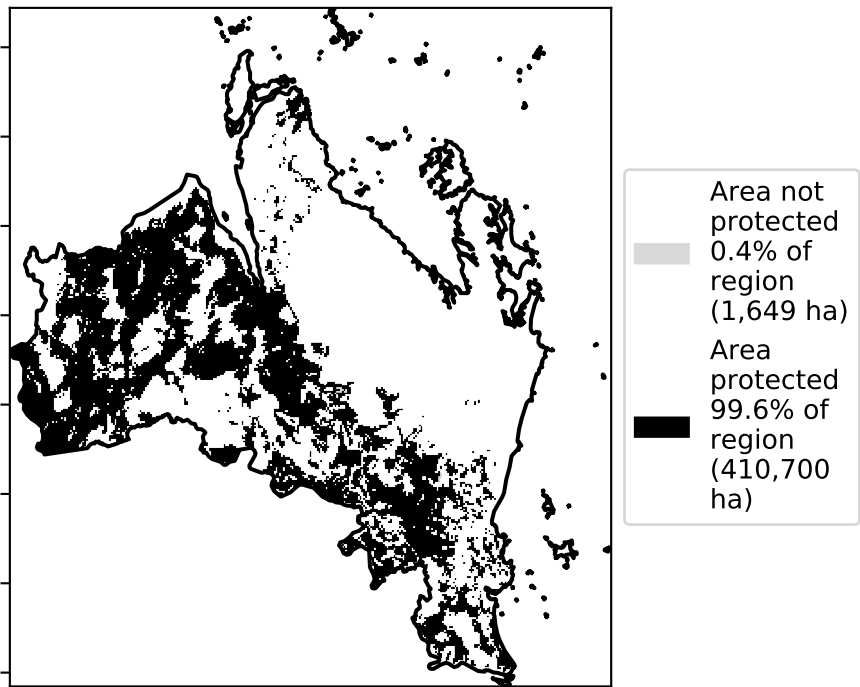 Area not
protected
0.4% of
region
(1,649 ha)
Area
protected
99.6% of
region
(410,700
ha)